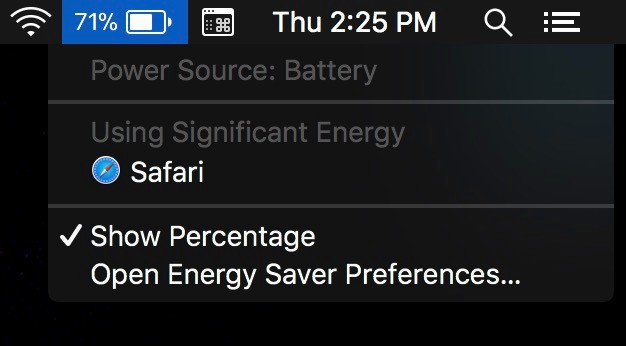 71% Thu 2:25 PM
Power Source: Battery
Using Significant Energy
Safari
✓ Show Percentage
Open Energy Saver Preferences...